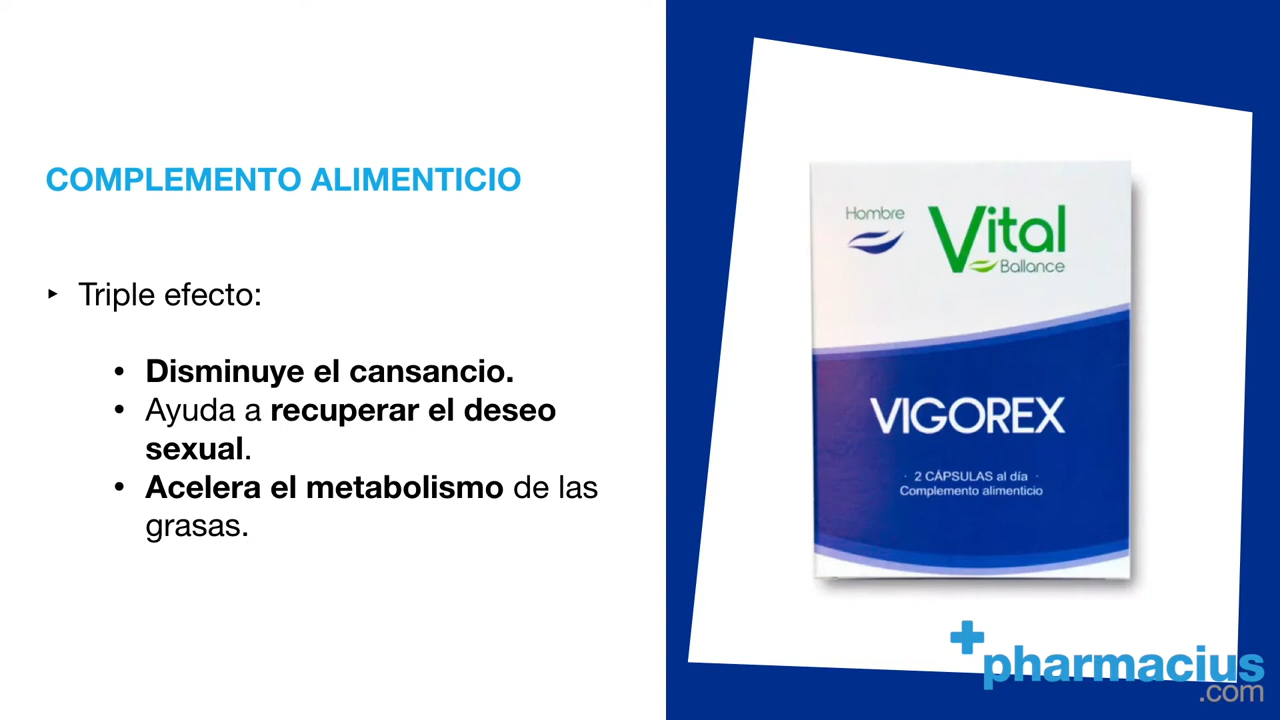 COMPLEMENTO ALIMENTICIO
‣ Triple efecto:
• Disminuye el cansancio.
• Ayuda a recuperar el deseo
sexual.
• Acelera el metabolismo de las
grasas.
Hombre
Vital
Ballance
VIGOREX
· 2 CÁPSULAS al día ·
Complemento alimenticio
+pharmacius
.com